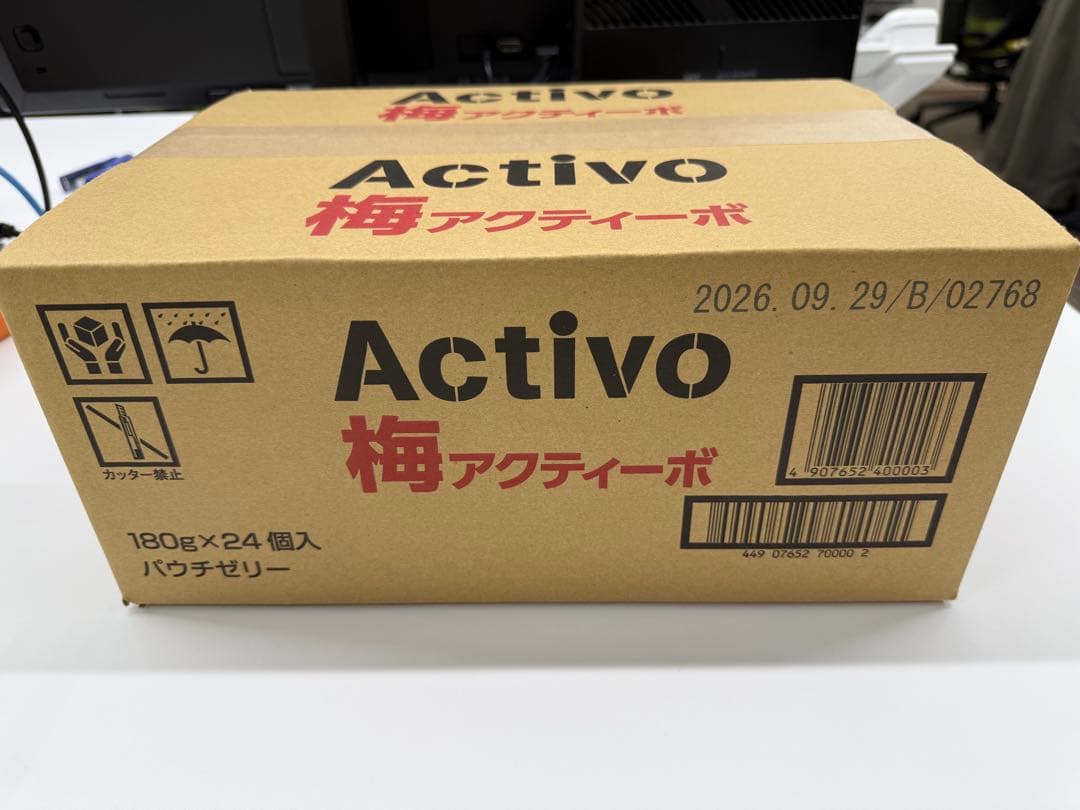 Activo
梅アクティーボ
Activo
梅アクティーボ
2026.09.29/B/02768
Activo
梅アクティーボ
カッター禁止
4 907652 400003
449 07652 70000 2
180g×24個入
パウチゼリー